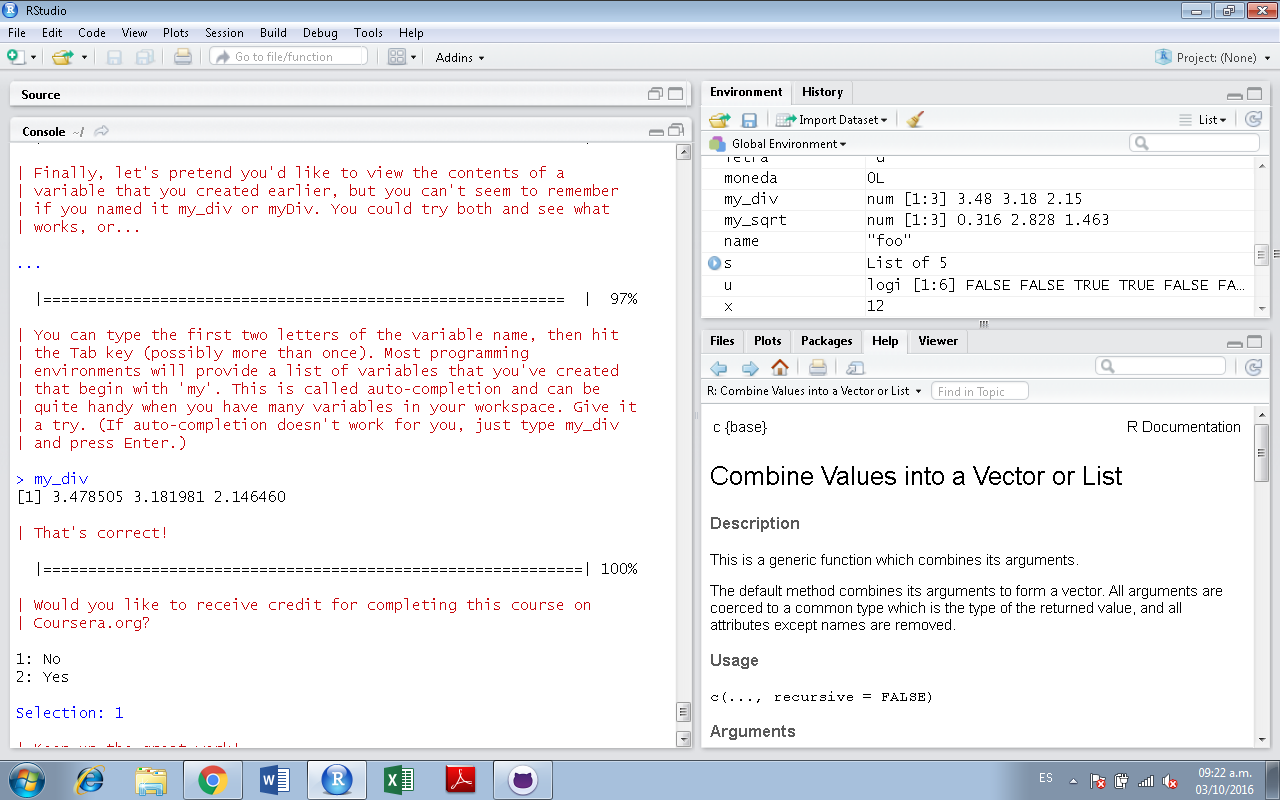 RStudio
File Edit Code View Plots Session Build Debug Tools Help
Go to file/function Addins Project: (None)
Source
Console ~/
| Finally, let's pretend you'd like to view the contents of a
| variable that you created earlier, but you can't seem to remember
| if you named it my_div or myDiv. You could try both and see what
| works, or...
...
|========================================================== | 97%
| You can type the first two letters of the variable name, then hit
| the Tab key (possibly more than once). Most programming
| environments will provide a list of variables that you've created
| that begin with 'my'. This is called auto-completion and can be
| quite handy when you have many variables in your workspace. Give it
| a try. (If auto-completion doesn't work for you, just type my_div
| and press Enter.)
> my_div
[1] 3.478505 3.181981 2.146460
| That's correct!
|============================================================| 100%
| Would you like to receive credit for completing this course on
| Coursera.org?
1: No
2: Yes
Selection: 1
| Keep up the great work!
Environment History
Import Dataset List
Global Environment
letra "d"
moneda 0L
my_div num [1:3] 3.48 3.18 2.15
my_sqrt num [1:3] 0.316 2.828 1.463
name "foo"
s List of 5
u logi [1:6] FALSE FALSE TRUE TRUE FALSE FA...
x 12
Files Plots Packages Help Viewer
R: Combine Values into a Vector or List Find in Topic
c {base} R Documentation
Combine Values into a Vector or List
Description
This is a generic function which combines its arguments.
The default method combines its arguments to form a vector. All arguments are
coerced to a common type which is the type of the returned value, and all
attributes except names are removed.
Usage
c(..., recursive = FALSE)
Arguments
ES 09:22 a.m.
03/10/2016